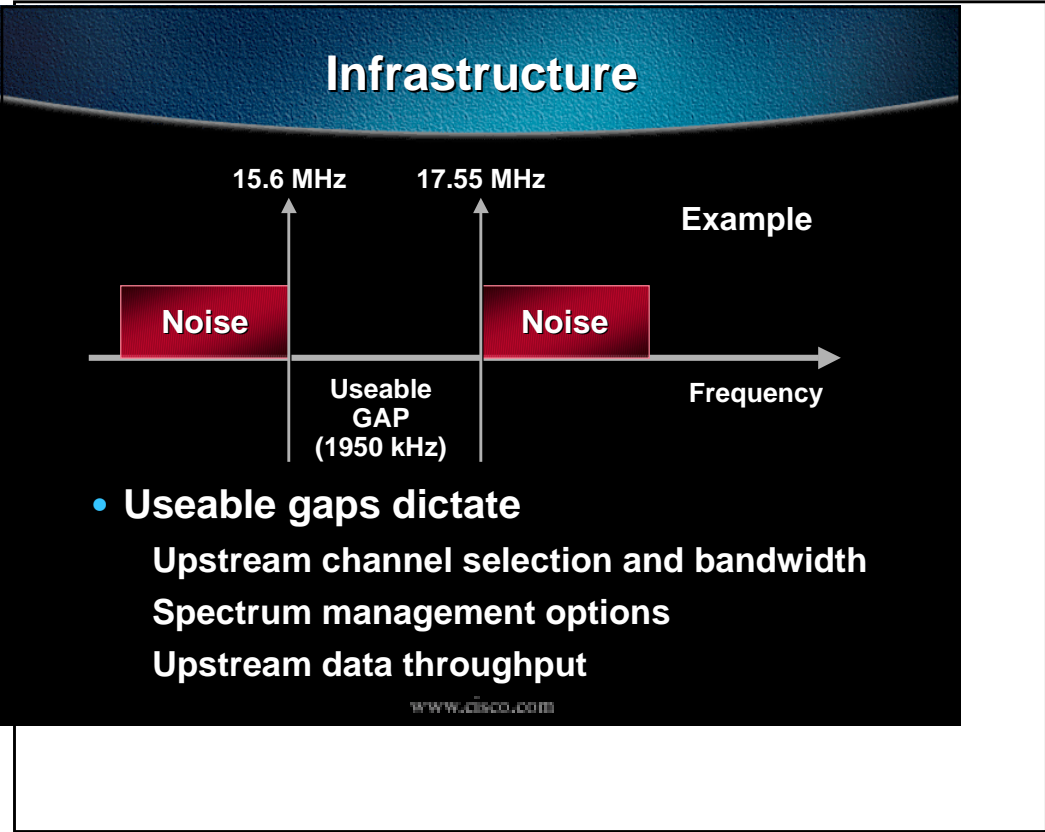 Infrastructure
15.6 MHz
17.55 MHz
Example
Noise
Noise
Useable
GAP
(1950 kHz)
Frequency
• Useable gaps dictate
Upstream channel selection and bandwidth
Spectrum management options
Upstream data throughput
www.cisco.com